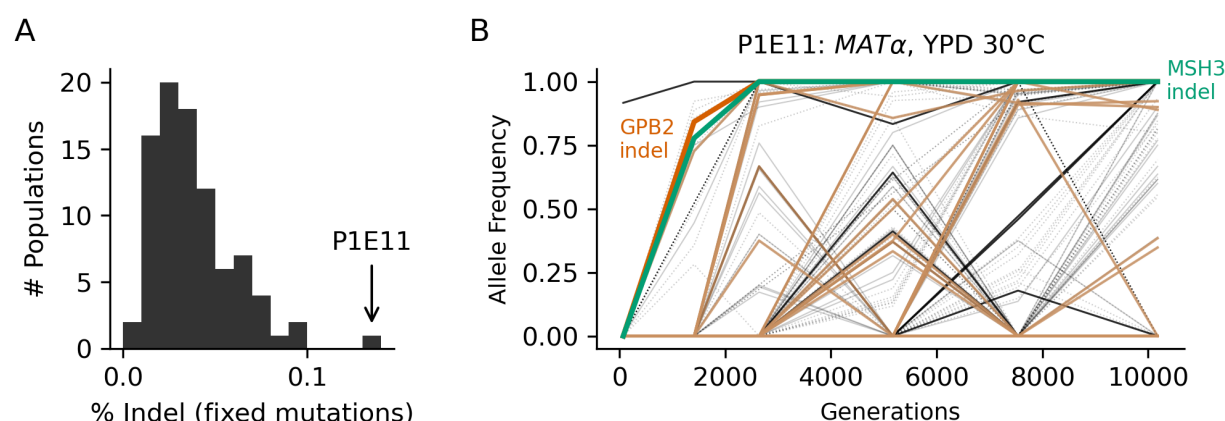 A
# Populations
20
15
10
5
0
P1E11
0.0
0.1
% Indel (fixed mutations)
B
P1E11: MATα, YPD 30°C
Allele Frequency
1.00
0.75
0.50
0.25
0.00
GPB2
indel
MSH3
indel
0
2000
4000
6000
8000
10000
Generations